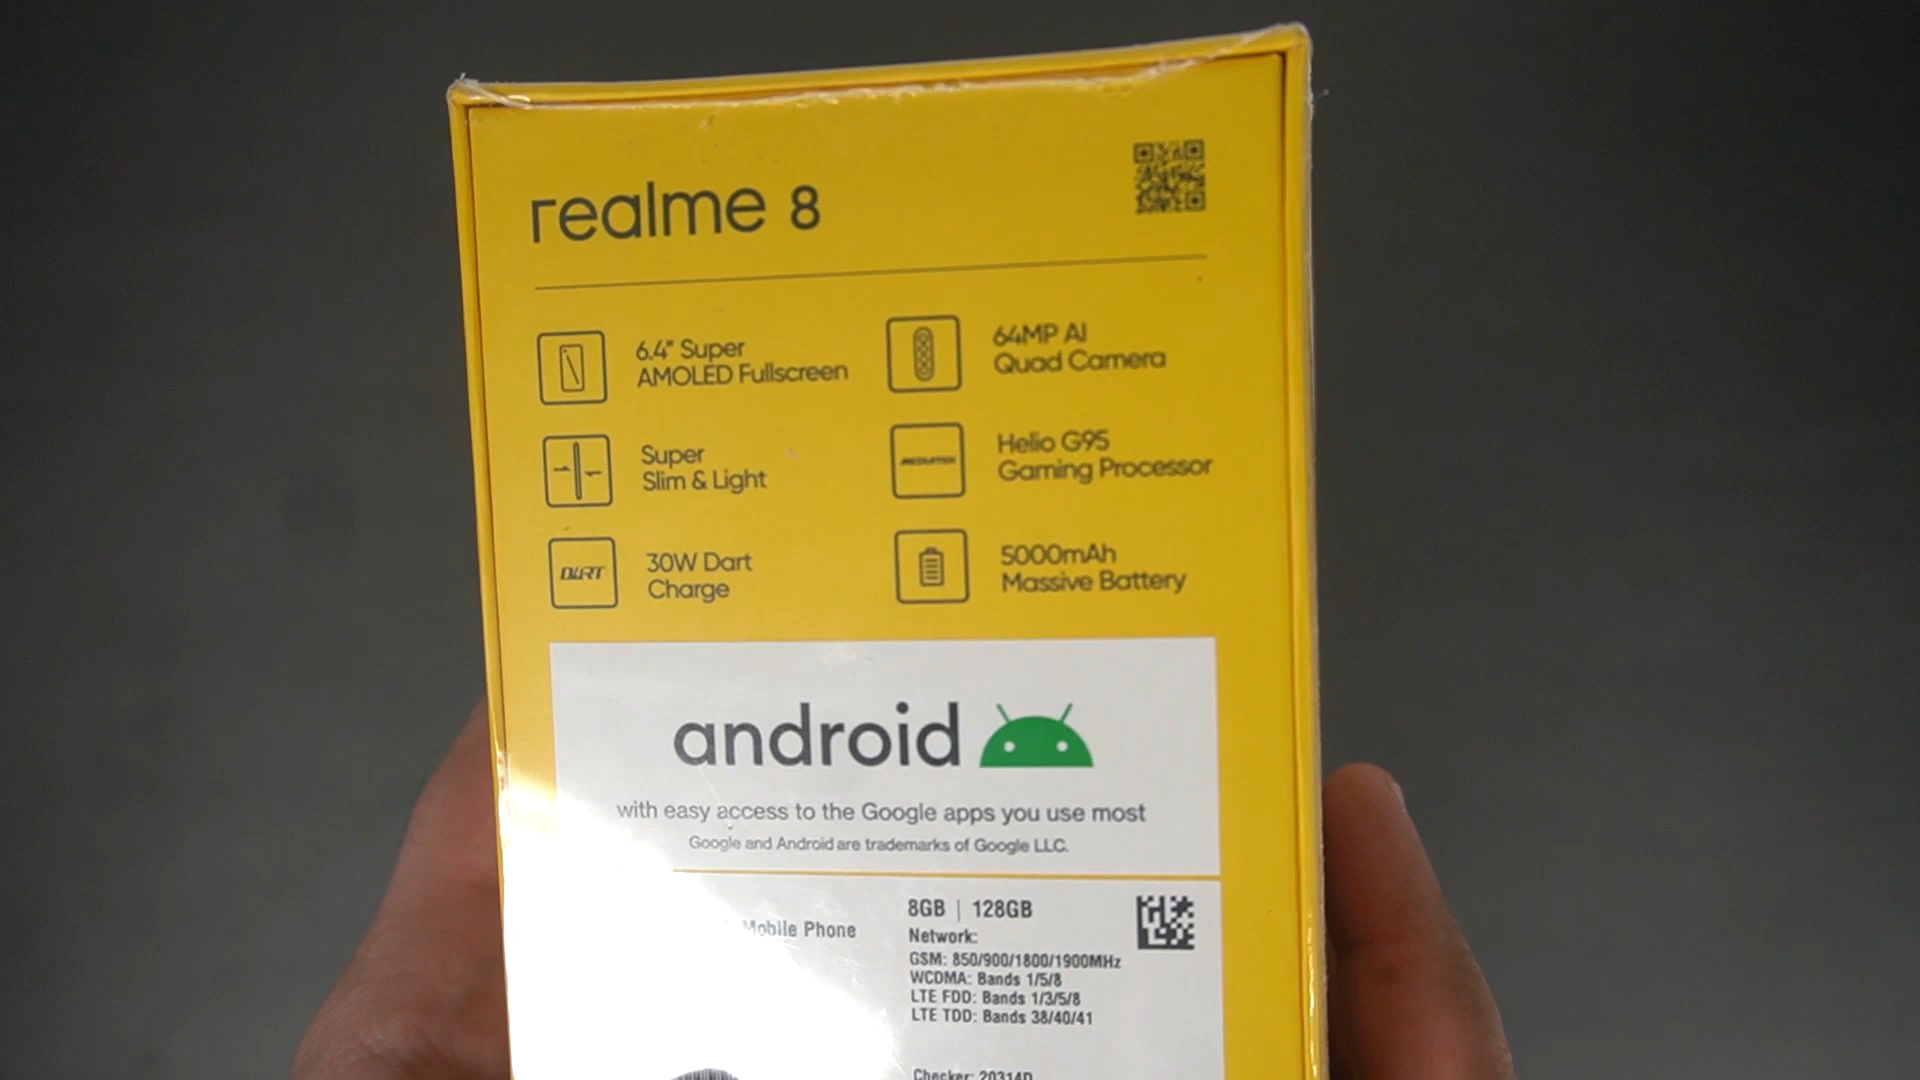 realme 8
6.4" Super
AMOLED Fullscreen
64MP AI
Quad Camera
Super
Slim & Light
MEDIATEK
Helio G95
Gaming Processor
DART
30W Dart
Charge
5000mAh
Massive Battery
android
with easy access to the Google apps you use most
Google and Android are trademarks of Google LLC.
Mobile Phone
8GB | 128GB
Network:
GSM: 850/900/1800/1900MHz
WCDMA: Bands 1/5/8
LTE FDD: Bands 1/3/5/8
LTE TDD: Bands 38/40/41
Checker: 20314D